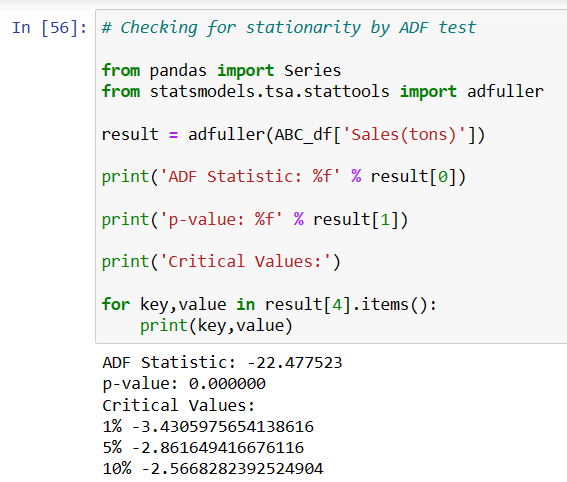 In [56]: # Checking for stationarity by ADF test
from pandas import Series
from statsmodels.tsa.stattools import adfuller
result = adfuller(ABC_df['Sales(tons)'])
print('ADF Statistic: %f' % result[0])
print('p-value: %f' % result[1])
print('Critical Values:')
for key,value in result[4].items():
    print(key,value)
ADF Statistic: -22.477523
p-value: 0.000000
Critical Values:
1% -3.4305975654138616
5% -2.861649416676116
10% -2.5668282392524904